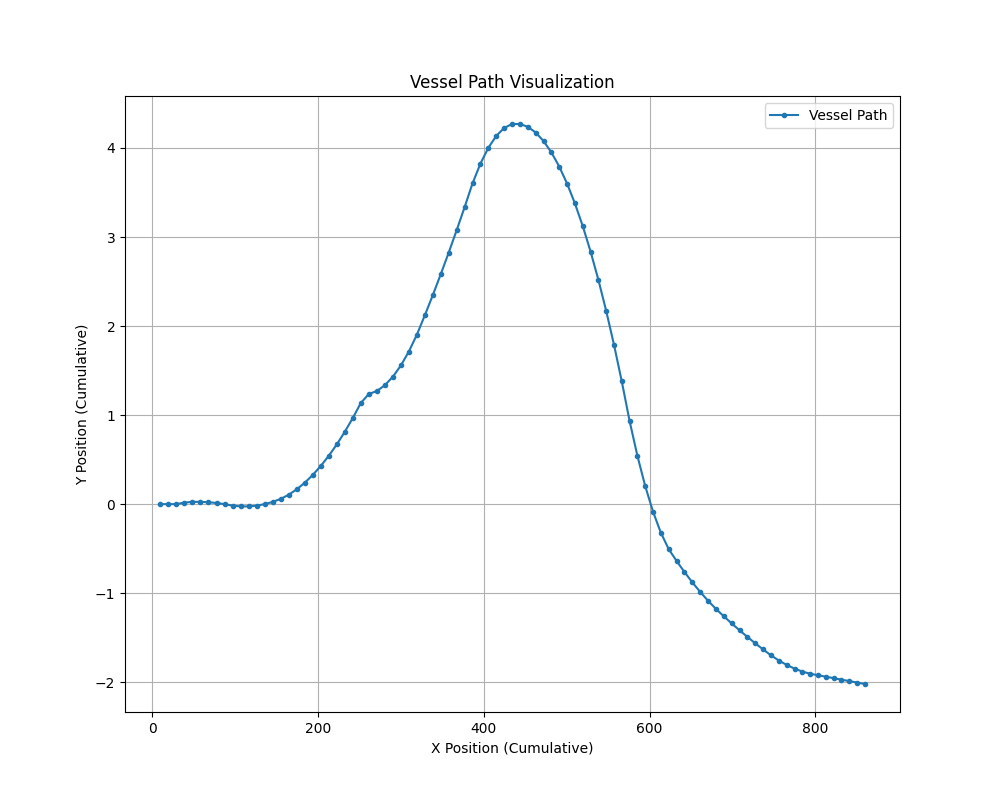 Vessel Path Visualization
Vessel Path
4
3
2
1
0
−1
−2
Y Position (Cumulative)
0 200 400 600 800
X Position (Cumulative)